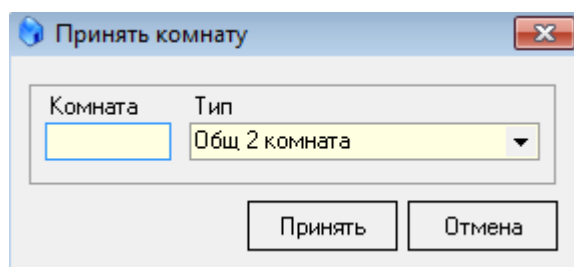 Принять комнату
Комната Тип
Общ 2 комната
Принять Отмена